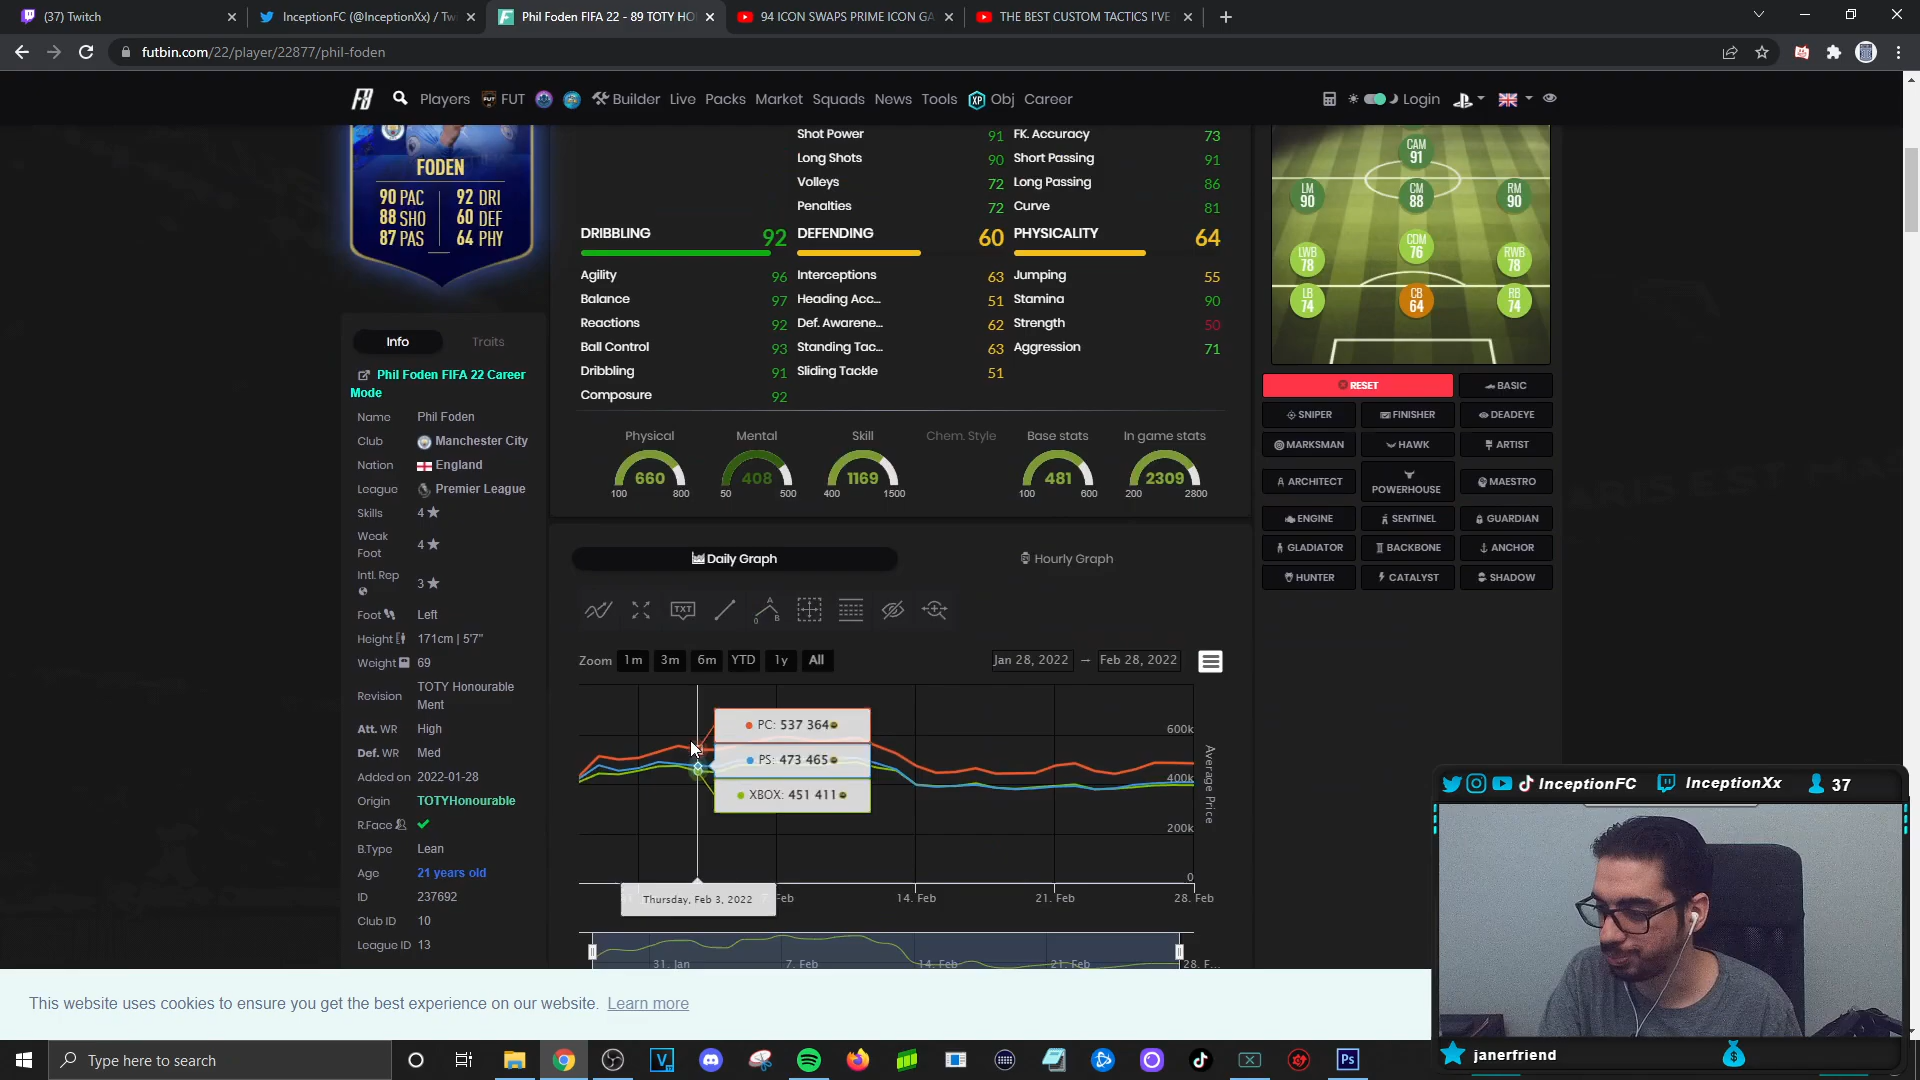 (37) Twitch
InceptionFC (@InceptionXx) / Tw
Phil Foden FIFA 22 - 89 TOTY HO
94 ICON SWAPS PRIME ICON GA
THE BEST CUSTOM TACTICS I'VE
futbin.com/22/player/22877/phil-foden
Players FUT Builder Live Packs Market Squads News Tools XP Obj Career Login
FODEN
90 PAC 92 DRI
88 SHO 60 DEF
87 PAS 64 PHY
Shot Power 91 FK. Accuracy 73
Long Shots 90 Short Passing 91
Volleys 72 Long Passing 86
Penalties 72 Curve 81
DRIBBLING 92 DEFENDING 60 PHYSICALITY 64
Agility 96 Interceptions 63 Jumping 55
Balance 97 Heading Acc... 51 Stamina 90
Reactions 92 Def. Awarene... 62 Strength 50
Ball Control 93 Standing Tac... 63 Aggression 71
Dribbling 91 Sliding Tackle 51
Composure 92
CAM
91
LM CM RM
90 88 90
LWB CDM RWB
78 76 78
LB CB RB
74 64 74
RESET BASIC
SNIPER FINISHER DEADEYE
MARKSMAN HAWK ARTIST
ARCHITECT POWERHOUSE MAESTRO
ENGINE SENTINEL GUARDIAN
GLADIATOR BACKBONE ANCHOR
HUNTER CATALYST SHADOW
Physical Mental Skill Chem. Style Base stats In game stats
660 408 1169 481 2309
100 800 50 500 400 1500 100 600 200 2800
Info Traits
Phil Foden FIFA 22 Career
Mode
Name Phil Foden
Club Manchester City
Nation England
League Premier League
Skills 4
Weak
Foot 4
Intl. Rep 3
Foot Left
Height 171cm | 5'7"
Weight 69
Revision TOTY Honourable
Ment
Att. WR High
Def. WR Med
Added on 2022-01-28
Origin TOTYHonourable
R.Face
B.Type Lean
Age 21 years old
ID 237692
Club ID 10
League ID 13
Daily Graph Hourly Graph
TXT
Zoom 1m 3m 6m YTD 1y All Jan 28, 2022 → Feb 28, 2022
PC: 537 364
PS: 473 465
XBOX: 451 411
600k
400k
200k
0
Average Price
Thursday, Feb 3, 2022
Feb 14. Feb 21. Feb 28. Feb
31. Jan 7. Feb 14. Feb 21. Feb 28. F...
This website uses cookies to ensure you get the best experience on our website. Learn more
InceptionFC InceptionXx 37
janerfriend
Type here to search